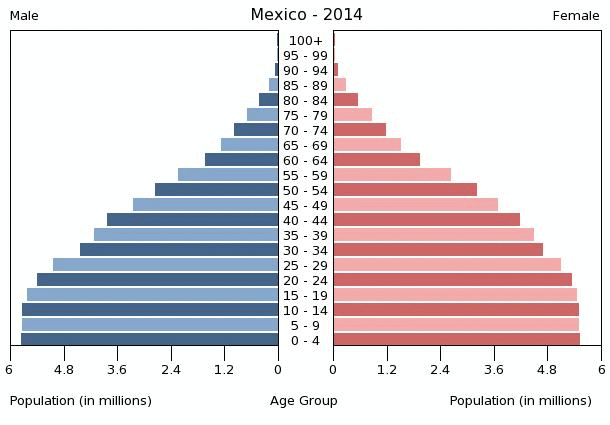 Mexico - 2014
Male
Female
100+
95 - 99
90 - 94
85 - 89
80 - 84
75 - 79
70 - 74
65 - 69
60 - 64
55 - 59
50 - 54
45 - 49
40 - 44
35 - 39
30 - 34
25 - 29
20 - 24
15 - 19
10 - 14
5 - 9
0 - 4
6 4.8 3.6 2.4 1.2 0 0 1.2 2.4 3.6 4.8 6
Population (in millions) Age Group Population (in millions)